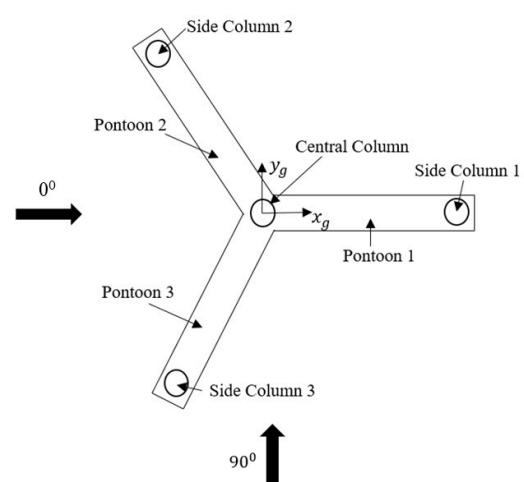 Side Column 2
Pontoon 2
Central Column
y_g
Side Column 1
0⁰
x_g
Pontoon 1
Pontoon 3
Side Column 3
90⁰